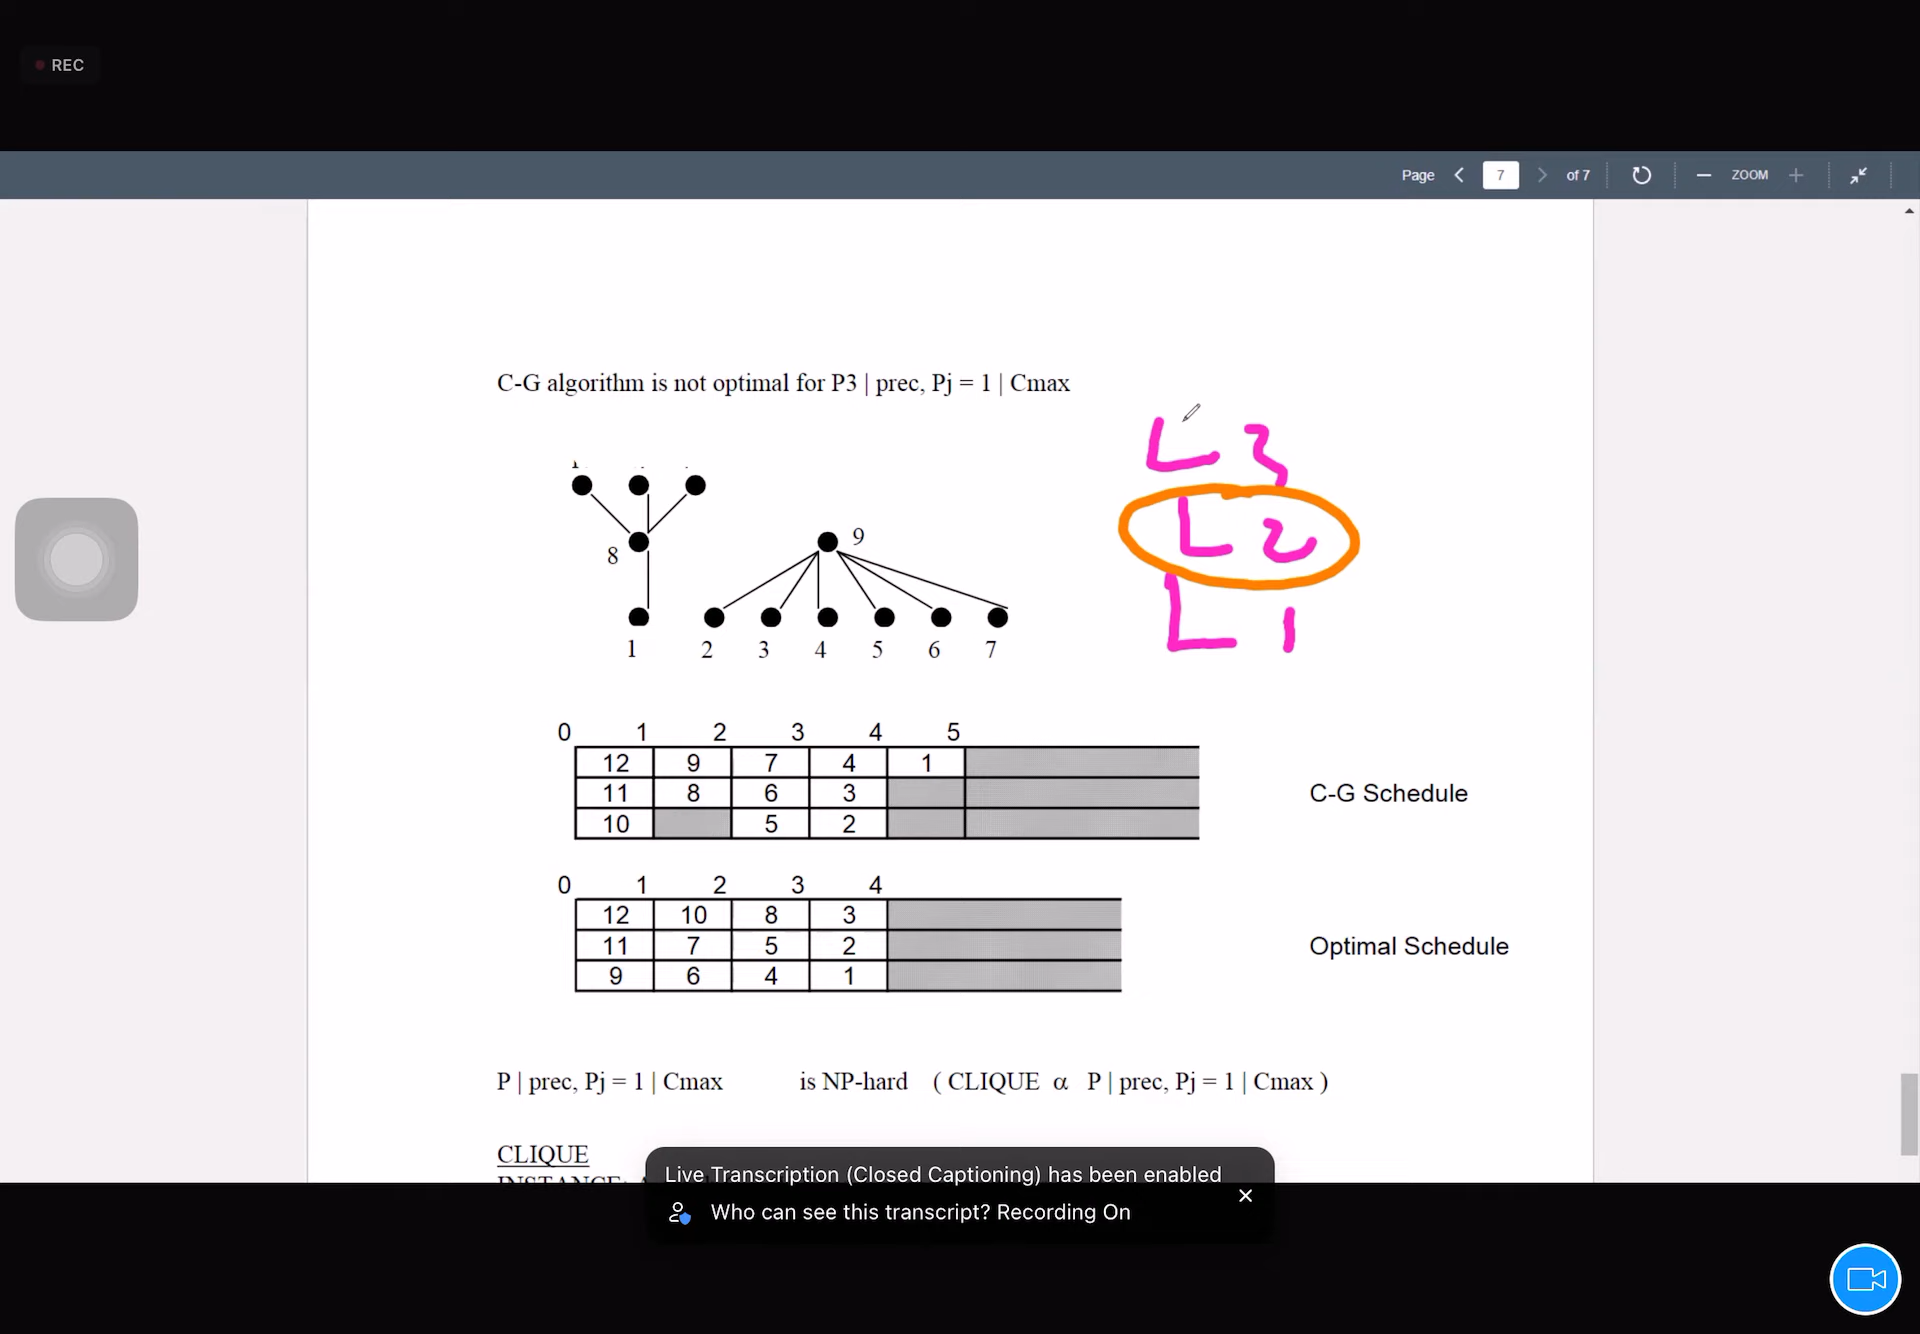 REC
Page 7 of 7 ZOOM
C-G algorithm is not optimal for P3 | prec, Pj = 1 | Cmax
L 3
9
8
L 2
L 1
1 2 3 4 5 6 7
0 1 2 3 4 5
12 9 7 4 1
11 8 6 3
10 5 2
C-G Schedule
0 1 2 3 4
12 10 8 3
11 7 5 2
9 6 4 1
Optimal Schedule
P | prec, Pj = 1 | Cmax is NP-hard ( CLIQUE α P | prec, Pj = 1 | Cmax )
CLIQUE
INSTANCE:
Live Transcription (Closed Captioning) has been enabled
Who can see this transcript? Recording On